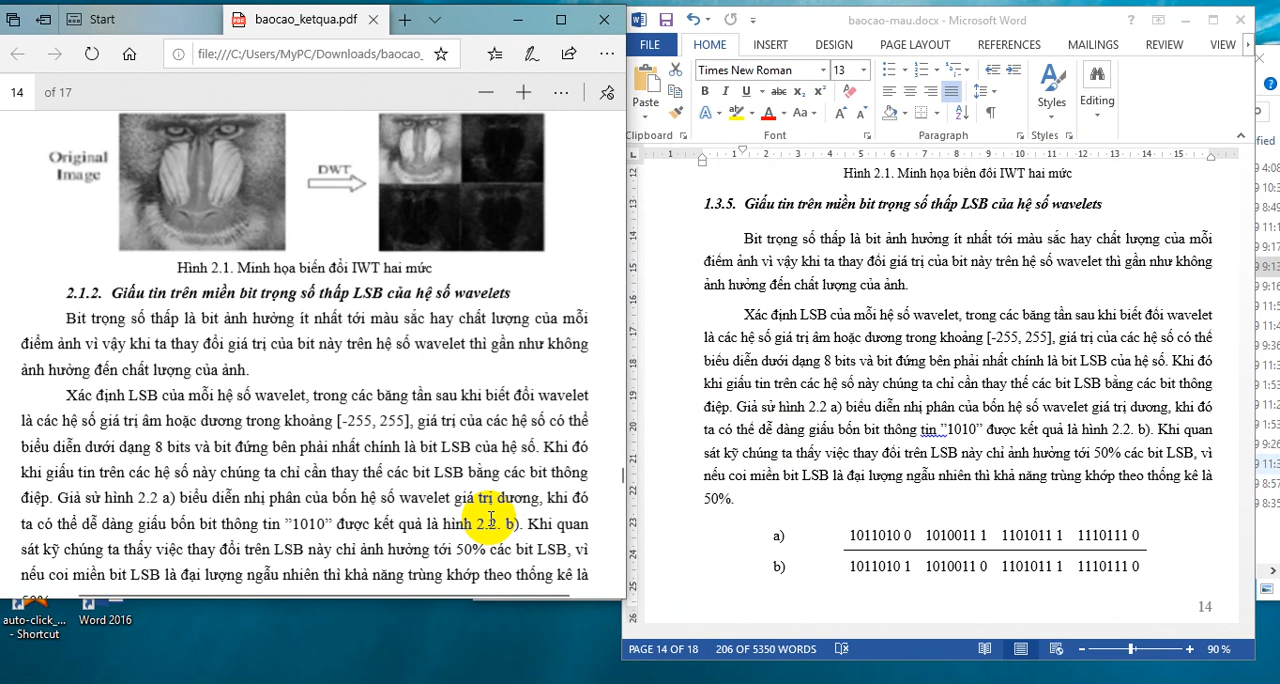 Start
baocao_ketqua.pdf
file:///C:/Users/MyPC/Downloads/baocao_
14 of 17
Original
Image
DWT
Hình 2.1. Minh họa biến đổi IWT hai mức
2.1.2. Giấu tin trên miền bit trọng số thấp LSB của hệ số wavelets
Bit trọng số thấp là bit ảnh hưởng ít nhất tới màu sắc hay chất lượng của mỗi
điểm ảnh vì vậy khi ta thay đổi giá trị của bit này trên hệ số wavelet thì gần như không
ảnh hưởng đến chất lượng của ảnh.
Xác định LSB của mỗi hệ số wavelet, trong các băng tần sau khi biết đổi wavelet
là các hệ số giá trị âm hoặc dương trong khoảng [-255, 255], giá trị của các hệ số có thể
biểu diễn dưới dạng 8 bits và bit đứng bên phải nhất chính là bit LSB của hệ số. Khi đó
khi giấu tin trên các hệ số này chúng ta chỉ cần thay thế các bit LSB bằng các bit thông
điệp. Giả sử hình 2.2 a) biểu diễn nhị phân của bốn hệ số wavelet giá trị dương, khi đó
ta có thể dễ dàng giấu bốn bit thông tin ”1010” được kết quả là hình 2.2. b). Khi quan
sát kỹ chúng ta thấy việc thay đổi trên LSB này chỉ ảnh hưởng tới 50% các bit LSB, vì
nếu coi miền bit LSB là đại lượng ngẫu nhiên thì khả năng trùng khớp theo thống kê là
auto-click_...
- Shortcut
Word 2016
baocao-mau.docx - Microsoft Word
FILE HOME INSERT DESIGN PAGE LAYOUT REFERENCES MAILINGS REVIEW VIEW
Times New Roman 13
Paste
B I U abc x₂ x²
Aa
Styles
Editing
Clipboard Font Paragraph Styles
1 1 2 3 4 5 6 7 8 9 10 11 12 13 14 15
Hình 2.1. Minh họa biến đổi IWT hai mức
1.3.5. Giấu tin trên miền bit trọng số thấp LSB của hệ số wavelets
Bit trọng số thấp là bit ảnh hưởng ít nhất tới màu sắc hay chất lượng của mỗi
điểm ảnh vì vậy khi ta thay đổi giá trị của bit này trên hệ số wavelet thì gần như không
ảnh hưởng đến chất lượng của ảnh.
Xác định LSB của mỗi hệ số wavelet, trong các băng tần sau khi biết đổi wavelet
là các hệ số giá trị âm hoặc dương trong khoảng [-255, 255], giá trị của các hệ số có thể
biểu diễn dưới dạng 8 bits và bit đứng bên phải nhất chính là bit LSB của hệ số. Khi đó
khi giấu tin trên các hệ số này chúng ta chỉ cần thay thế các bit LSB bằng các bit thông
điệp. Giả sử hình 2.2 a) biểu diễn nhị phân của bốn hệ số wavelet giá trị dương, khi đó
ta có thể dễ dàng giấu bốn bit thông tin ”1010” được kết quả là hình 2.2. b). Khi quan
sát kỹ chúng ta thấy việc thay đổi trên LSB này chỉ ảnh hưởng tới 50% các bit LSB, vì
nếu coi miền bit LSB là đại lượng ngẫu nhiên thì khả năng trùng khớp theo thống kê là
50%.
a) 1011010 0 1010011 1 1101011 1 1110111 0
b) 1011010 1 1010011 0 1101011 1 1110111 0
14
PAGE 14 OF 18 206 OF 5350 WORDS 90 %